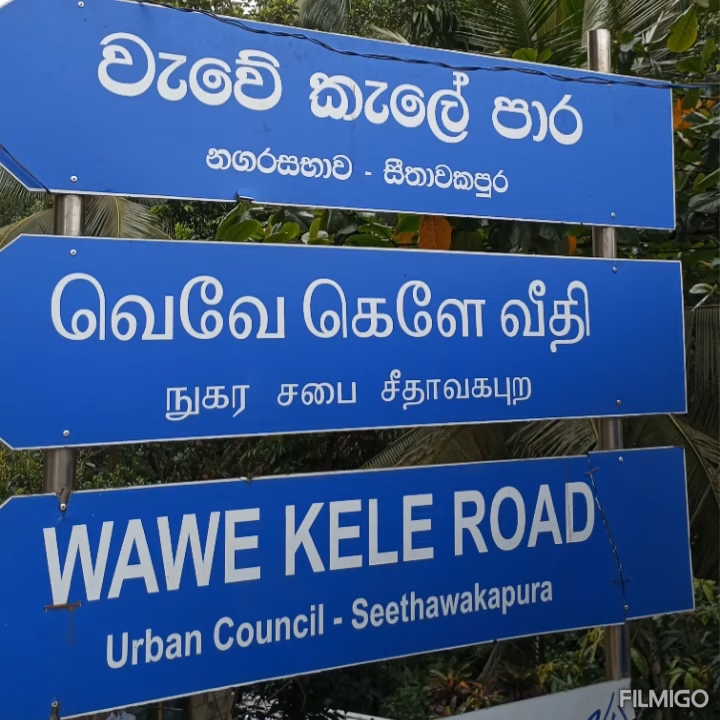 වැවේ කැලේ පාර
නගරසභාව - සීතාවකපුර
வெவே கெளே வீதி
நுகர சபை சீதாவகபுற
WAWE KELE ROAD
Urban Council - Seethawakapura
FILMIGO